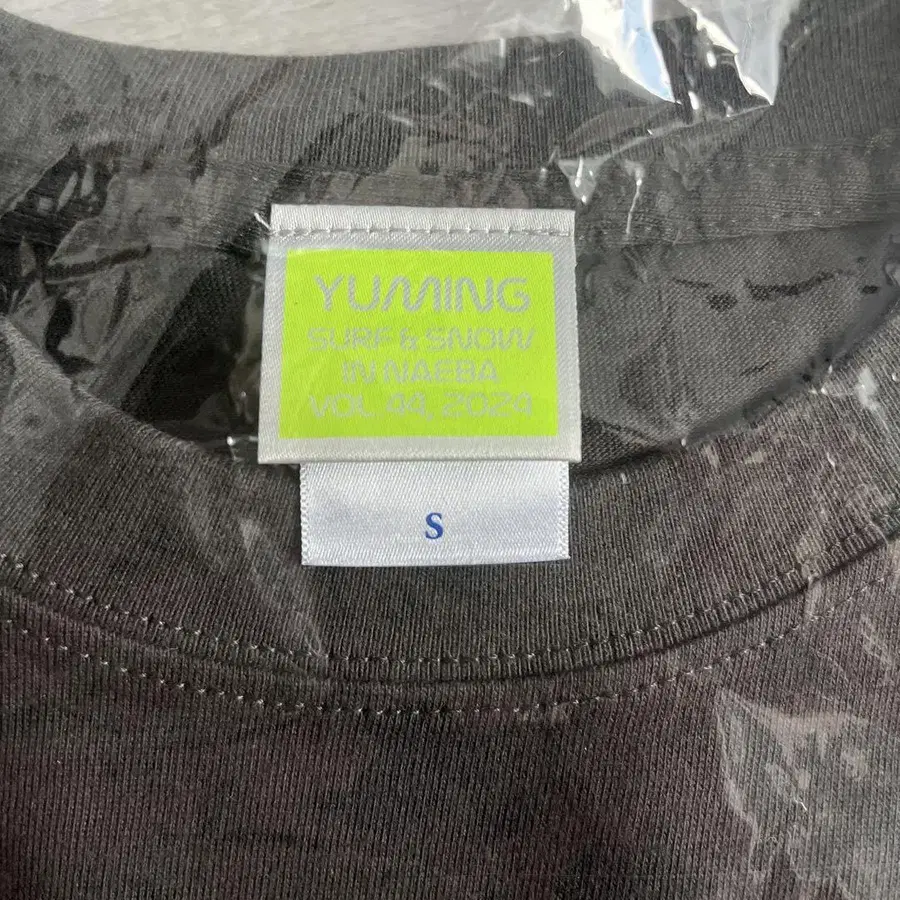 YUMING
SURF & SNOW
IN NAEBA
VOL. 44, 2024
S